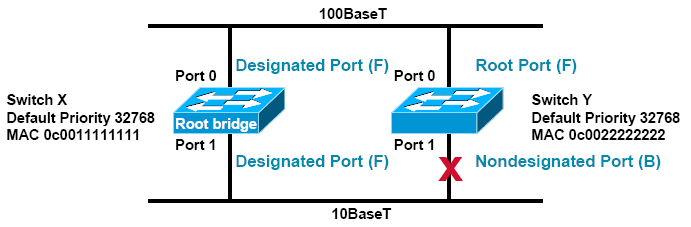 100BaseT
Designated Port (F)
Root Port (F)
Port 0
Port 0
Switch X
Default Priority 32768
MAC 0c0011111111
Root bridge
Switch Y
Default Priority 32768
MAC 0c0022222222
Port 1
Port 1
Designated Port (F)
Nondesignated Port (B)
X
10BaseT